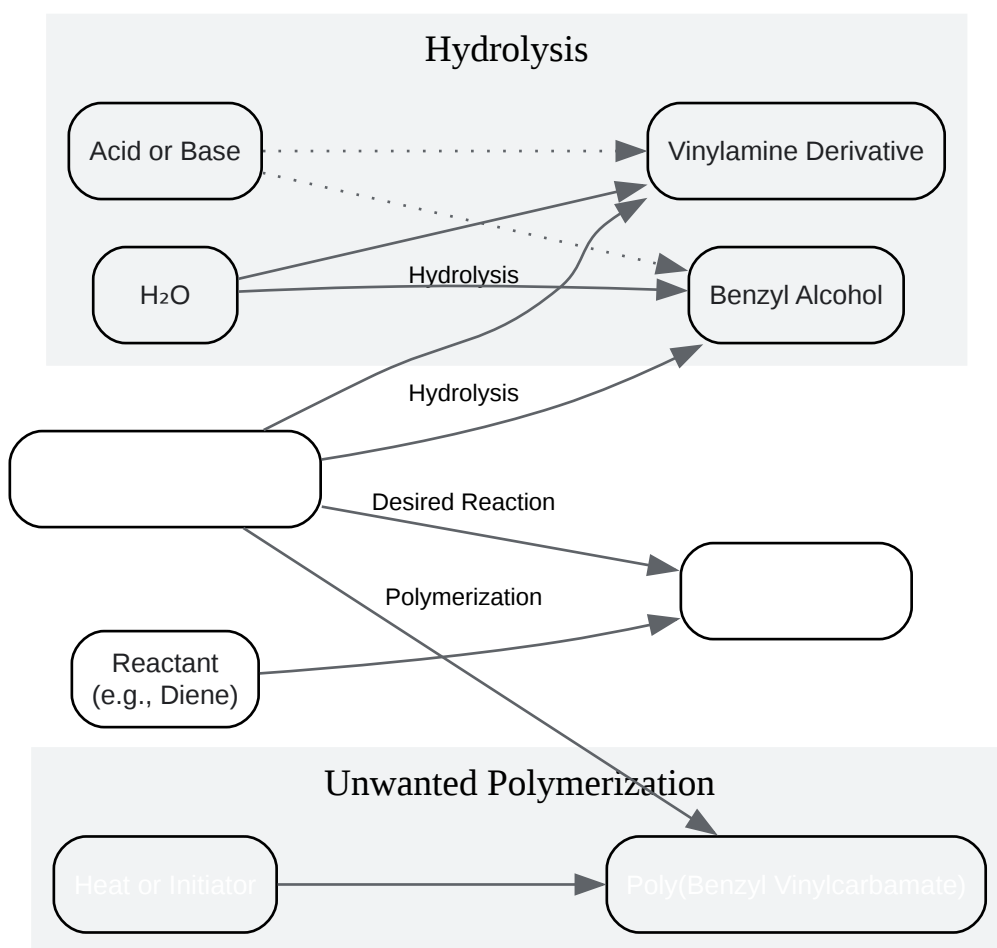 Hydrolysis
Acid or Base
Vinylamine Derivative
H₂O
Hydrolysis
Benzyl Alcohol
Hydrolysis
Desired Reaction
Polymerization
Reactant
(e.g., Diene)
Unwanted Polymerization
Heat or Initiator
Poly(Benzyl Vinylcarbamate)